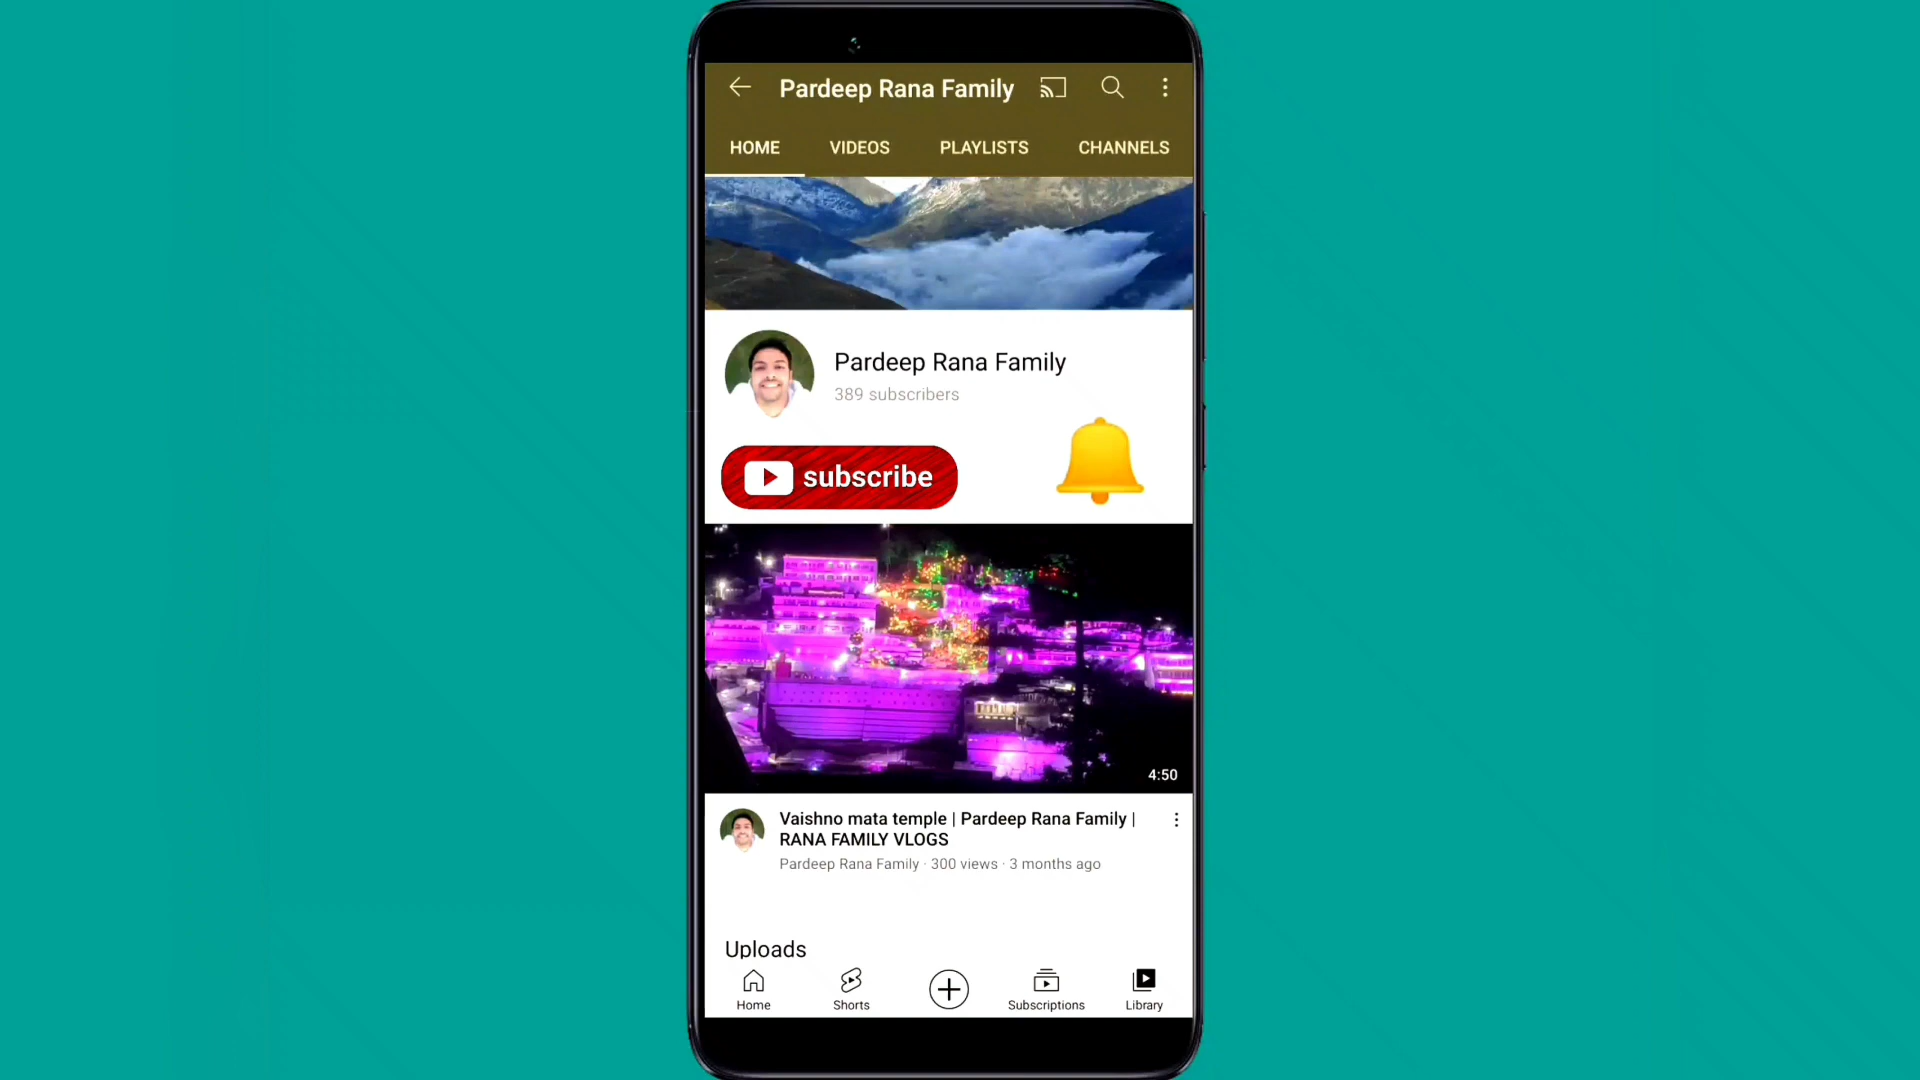 Pardeep Rana Family
HOME VIDEOS PLAYLISTS CHANNELS
Pardeep Rana Family
389 subscribers
subscribe
4:50
Vaishno mata temple | Pardeep Rana Family |
RANA FAMILY VLOGS
Pardeep Rana Family · 300 views · 3 months ago
Uploads
Home Shorts Subscriptions Library